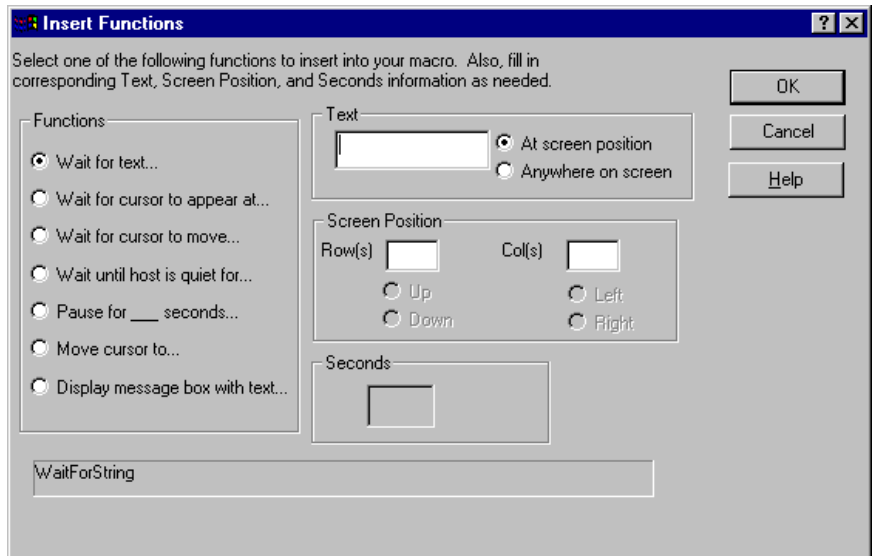 Insert Functions
Select one of the following functions to insert into your macro. Also, fill in
corresponding Text, Screen Position, and Seconds information as needed.
OK
Cancel
Help
Functions
Wait for text...
Wait for cursor to appear at...
Wait for cursor to move...
Wait until host is quiet for...
Pause for ___ seconds...
Move cursor to...
Display message box with text...
Text
At screen position
Anywhere on screen
Screen Position
Row(s) Col(s)
Up Left
Down Right
Seconds
WaitForString